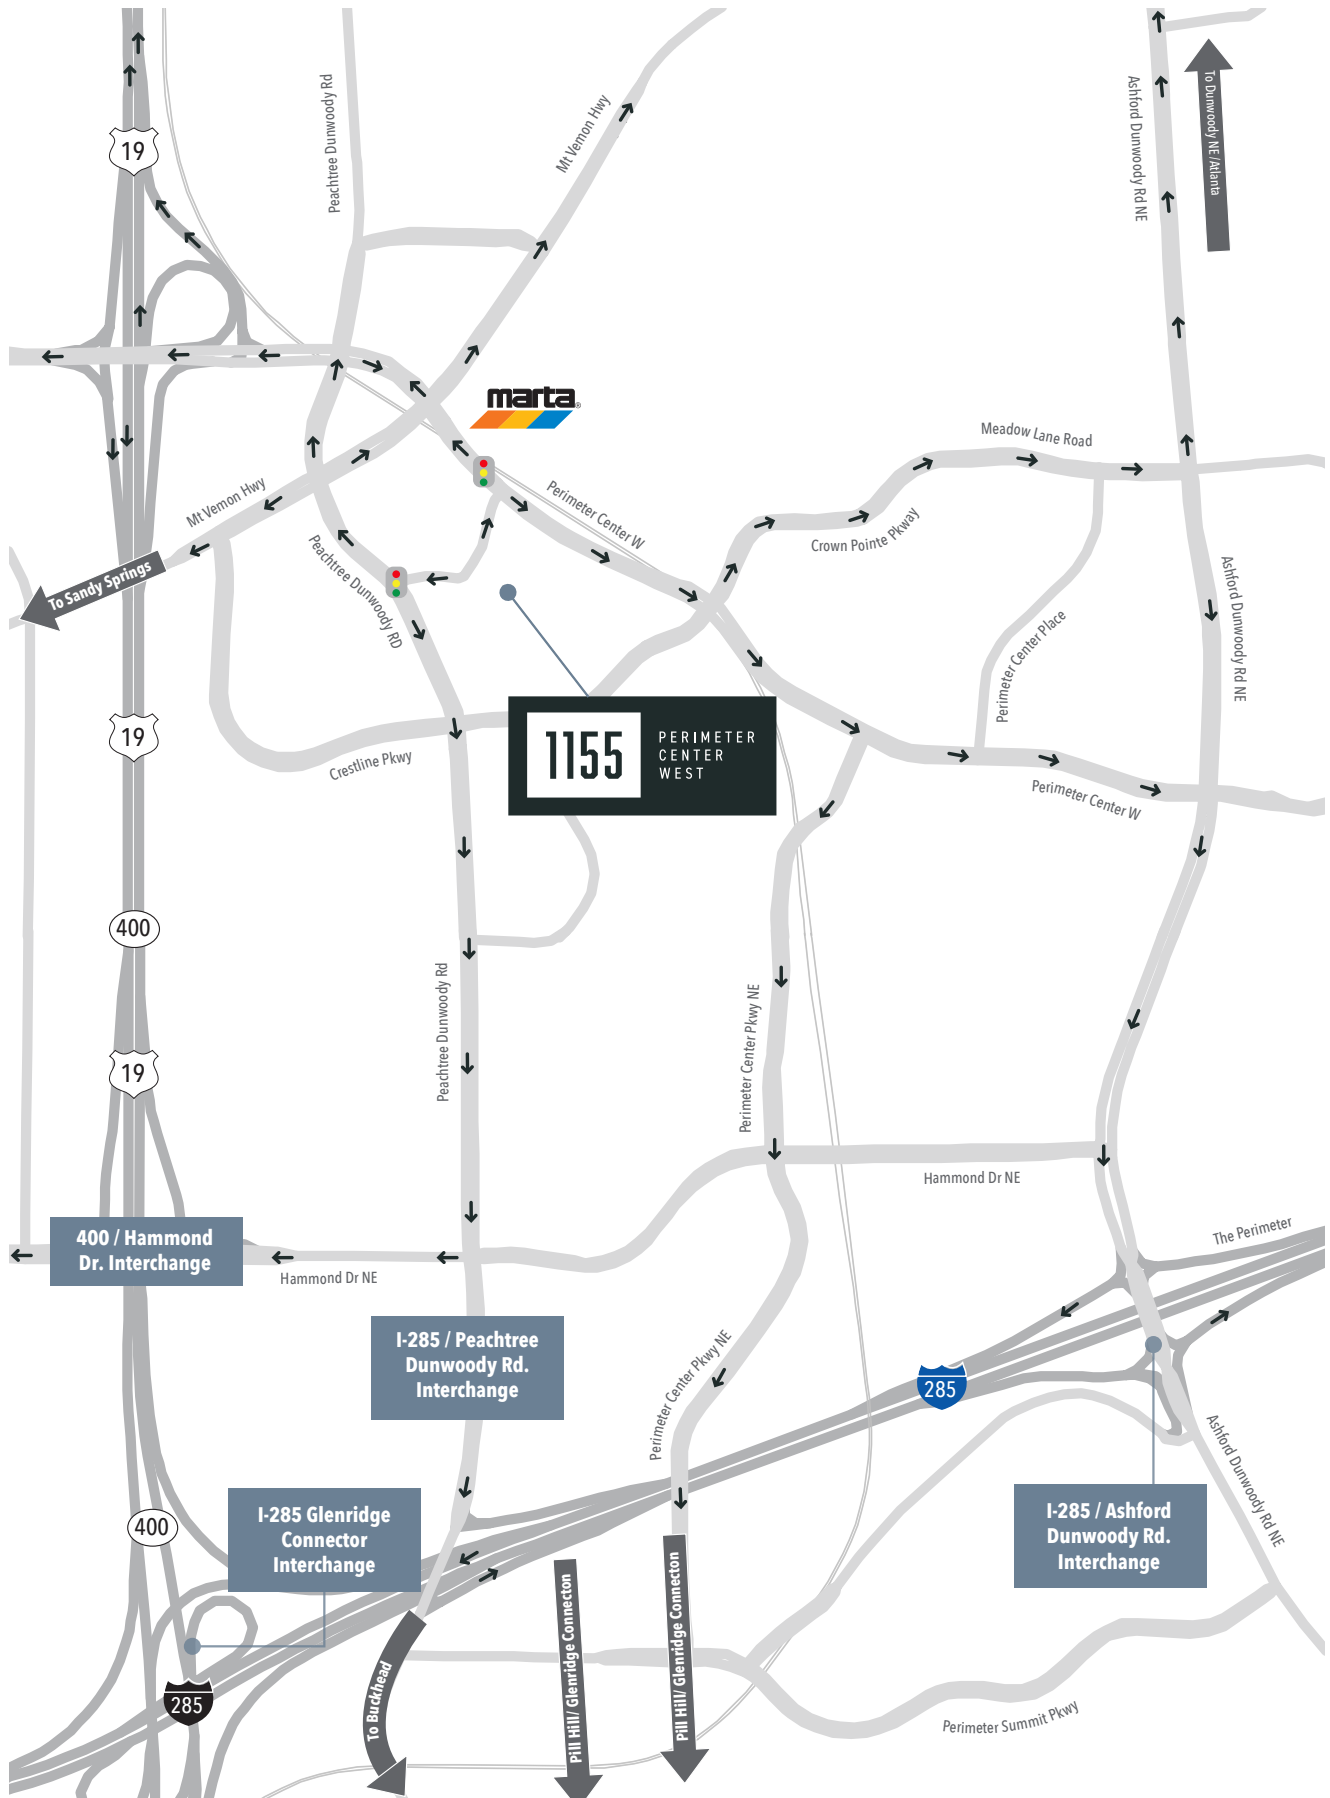 19
Peachtree Dunwoody Rd
Mt Vernon Hwy
Ashford Dunwoody Rd NE
To Dunwoody NE/Atlanta
marta
Meadow Lane Road
Mt Vernon Hwy
Perimeter Center W
Crown Pointe Pkway
Peachtree Dunwoody RD
To Sandy Springs
Ashford Dunwoody Rd NE
Perimeter Center Place
19
Crestline Pkwy
1155
PERIMETER
CENTER
WEST
Perimeter Center W
400
Peachtree Dunwoody Rd
Perimeter Center Pkwy NE
19
Hammond Dr NE
400 / Hammond
Dr. Interchange
Hammond Dr NE
The Perimeter
I-285 / Peachtree
Dunwoody Rd.
Interchange
Perimeter Center Pkwy NE
285
Ashford Dunwoody Rd NE
I-285 Glenridge
Connector
Interchange
400
I-285 / Ashford
Dunwoody Rd.
Interchange
Pill Hill/ Glenridge Connecton
Pill Hill/ Glenridge Connecton
To Buckhead
285
Perimeter Summit Pkwy